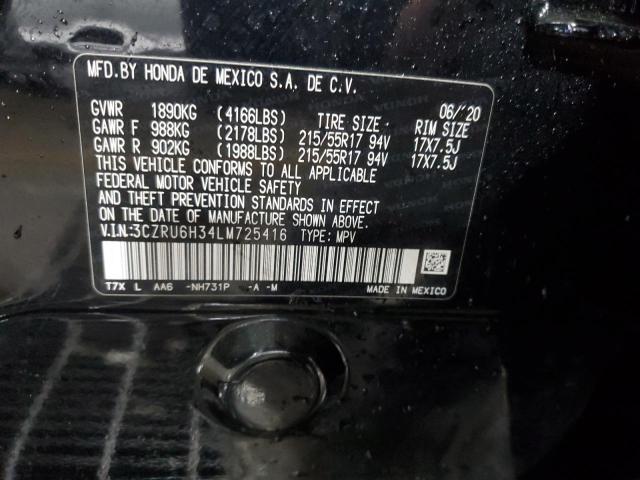 MFD.BY HONDA DE MEXICO S.A. DE C.V.
06/'20
GVWR 1890KG (4166LBS) TIRE SIZE RIM SIZE
GAWR F 988KG (2178LBS) 215/55R17 94V 17X7.5J
GAWR R 902KG (1988LBS) 215/55R17 94V 17X7.5J
THIS VEHICLE CONFORMS TO ALL APPLICABLE
FEDERAL MOTOR VEHICLE SAFETY
AND THEFT PREVENTION STANDARDS IN EFFECT
ON THE DATE OF MANUFACTURE SHOWN ABOVE.
V.I.N:3CZRU6H34LM725416 TYPE: MPV
T7X L AA6 -NH731P -A -M MADE IN MEXICO